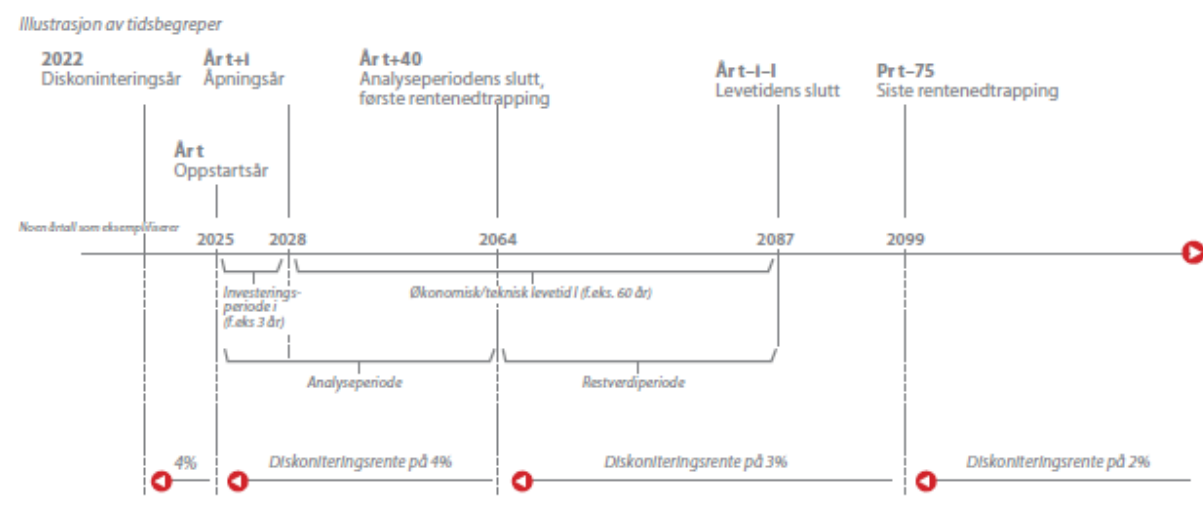 Illustrasjon av tidsbegreper
2022
Diskoninteringsår
År t+i
Åpningsår
År t+40
Analyseperiodens slutt,
første rentenedtrapping
År t–i–l
Levetidens slutt
Pr t–75
Siste rentenedtrapping
År t
Oppstartsår
Noen årtall som eksemplifiserer
2025
2028
2064
2087
2099
Investerings-
periode i
(f.eks 3 år)
Økonomisk/teknisk levetid l (f.eks. 60 år)
Analyseperiode
Restverdiperiode
4%
Diskoniteringsrente på 4%
Diskoniteringsrente på 3%
Diskoniteringsrente på 2%